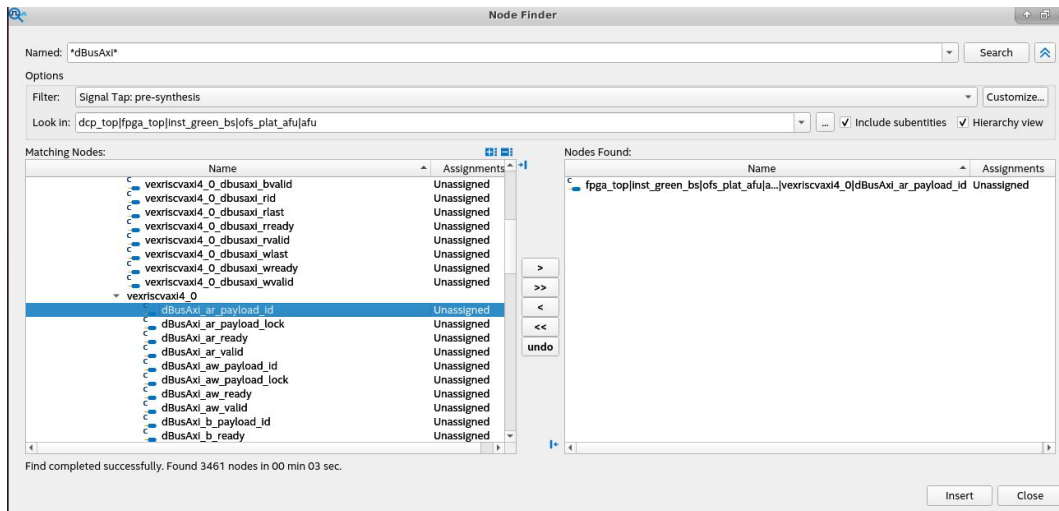 Node Finder
Named: *dBusAxi* Search
Options
Filter: Signal Tap: pre-synthesis Customize...
Look in: dcp_top|fpga_top|inst_green_bs|ofs_plat_afu|afu ... Include subentities Hierarchy view
Matching Nodes: Nodes Found:
Name Assignments Name Assignments
vexriscvaxi4_0_dbusaxi_bvalid Unassigned fpga_top|inst_green_bs|ofs_plat_afu|a...|vexriscvaxi4_0|dBusAxi_ar_payload_id Unassigned
vexriscvaxi4_0_dbusaxi_rid Unassigned
vexriscvaxi4_0_dbusaxi_rlast Unassigned
vexriscvaxi4_0_dbusaxi_rready Unassigned
vexriscvaxi4_0_dbusaxi_rvalid Unassigned
vexriscvaxi4_0_dbusaxi_wlast Unassigned
vexriscvaxi4_0_dbusaxi_wready Unassigned
vexriscvaxi4_0_dbusaxi_wvalid Unassigned
vexriscvaxi4_0
dBusAxi_ar_payload_id Unassigned
dBusAxi_ar_payload_lock Unassigned
dBusAxi_ar_ready Unassigned
dBusAxi_ar_valid Unassigned
dBusAxi_aw_payload_id Unassigned
dBusAxi_aw_payload_lock Unassigned
dBusAxi_aw_ready Unassigned
dBusAxi_aw_valid Unassigned
dBusAxi_b_payload_id Unassigned
dBusAxi_b_ready Unassigned
>
>>
<
<<
undo
Find completed successfully. Found 3461 nodes in 00 min 03 sec.
Insert Close